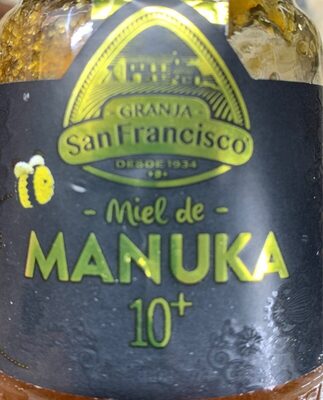 - GRANJA -
San Francisco®
DESDE 1934
- Miel de -
MANUKA
10+